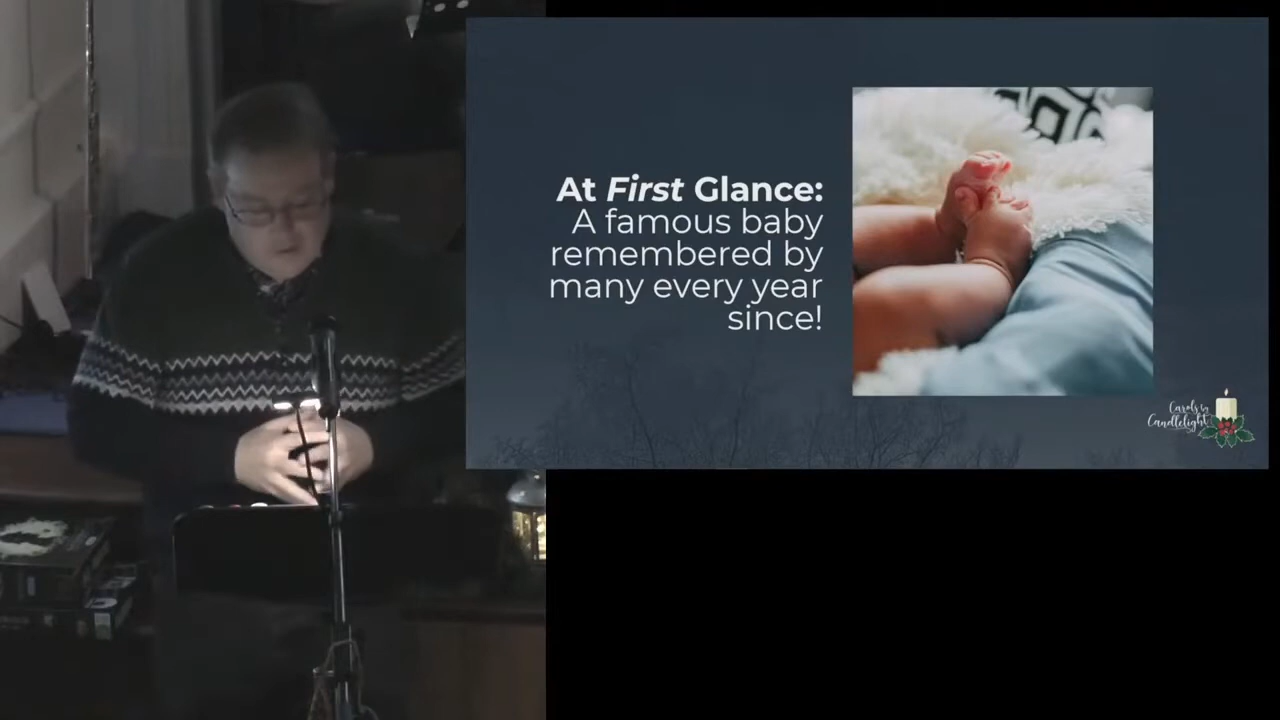 At First Glance:
A famous baby
remembered by
many every year
since!
Carols by
Candlelight